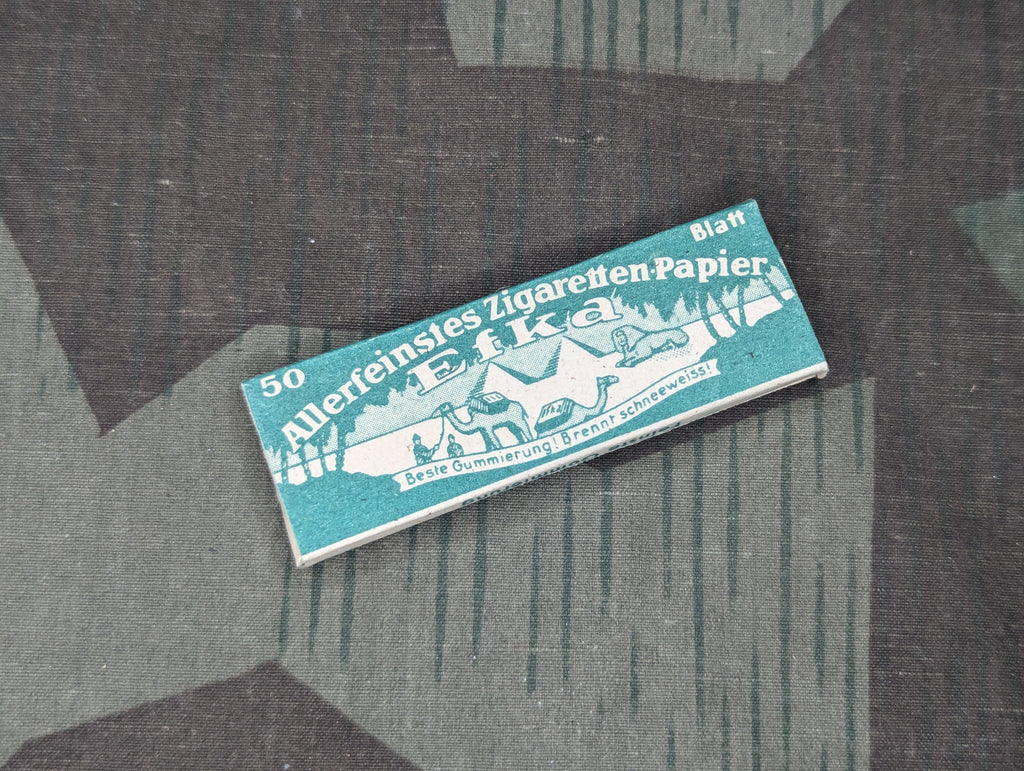 50 Blatt
Allerfeinstes Zigaretten-Papier
Efka
Beste Gummierung! Brennt schneeweiss!